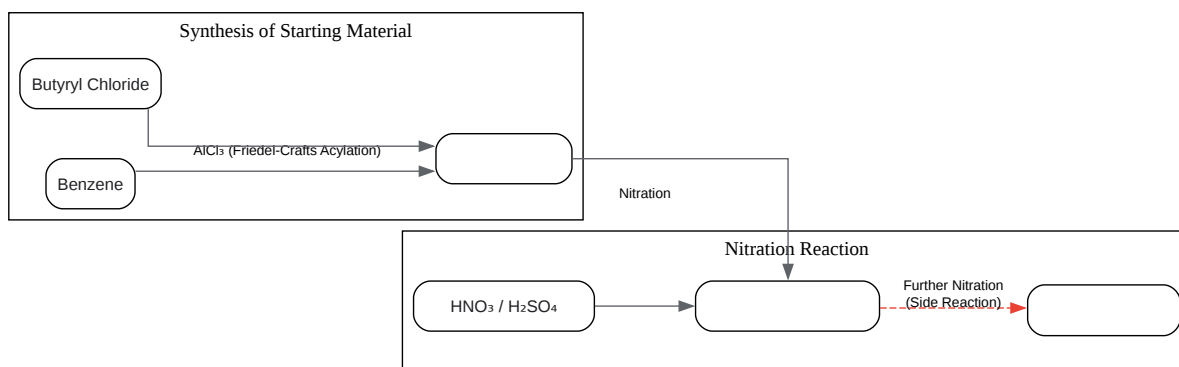 Synthesis of Starting Material
Butyryl Chloride
AlCl₃ (Friedel-Crafts Acylation)
Benzene
Nitration
Nitration Reaction
HNO₃ / H₂SO₄
Further Nitration
(Side Reaction)